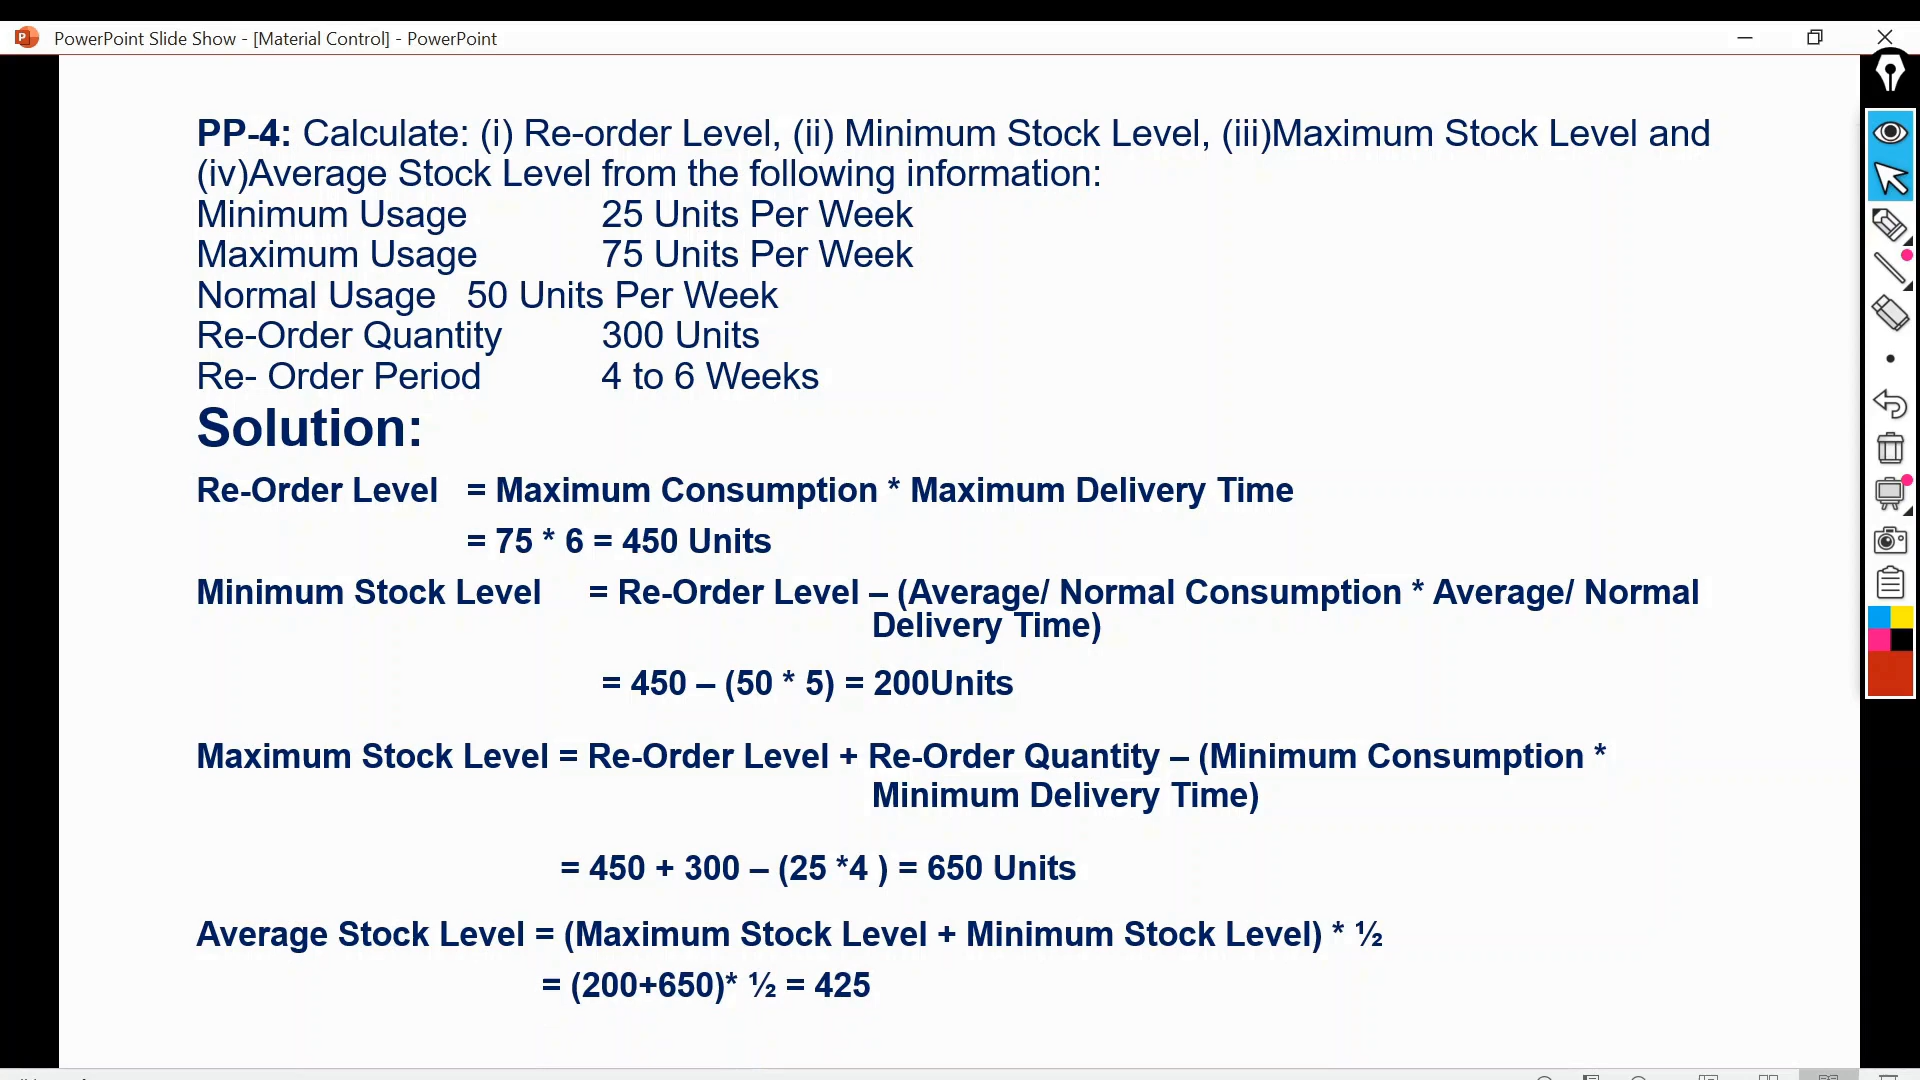 PowerPoint Slide Show - [Material Control] - PowerPoint
PP-4: Calculate: (i) Re-order Level, (ii) Minimum Stock Level, (iii)Maximum Stock Level and
(iv)Average Stock Level from the following information:
Minimum Usage 25 Units Per Week
Maximum Usage 75 Units Per Week
Normal Usage 50 Units Per Week
Re-Order Quantity 300 Units
Re- Order Period 4 to 6 Weeks
Solution:
Re-Order Level = Maximum Consumption * Maximum Delivery Time
= 75 * 6 = 450 Units
Minimum Stock Level = Re-Order Level – (Average/ Normal Consumption * Average/ Normal
Delivery Time)
= 450 – (50 * 5) = 200Units
Maximum Stock Level = Re-Order Level + Re-Order Quantity – (Minimum Consumption *
Minimum Delivery Time)
= 450 + 300 – (25 *4 ) = 650 Units
Average Stock Level = (Maximum Stock Level + Minimum Stock Level) * ½
= (200+650)* ½ = 425